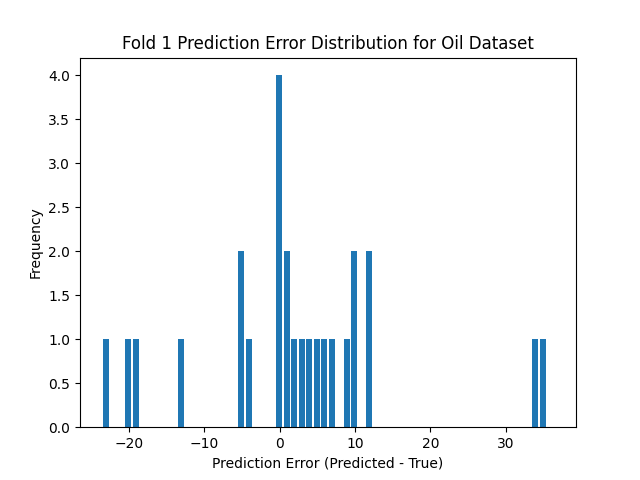 Fold 1 Prediction Error Distribution for Oil Dataset
4.0
3.5
3.0
2.5
2.0
1.5
1.0
0.5
0.0
Frequency
−20 −10 0 10 20 30
Prediction Error (Predicted - True)